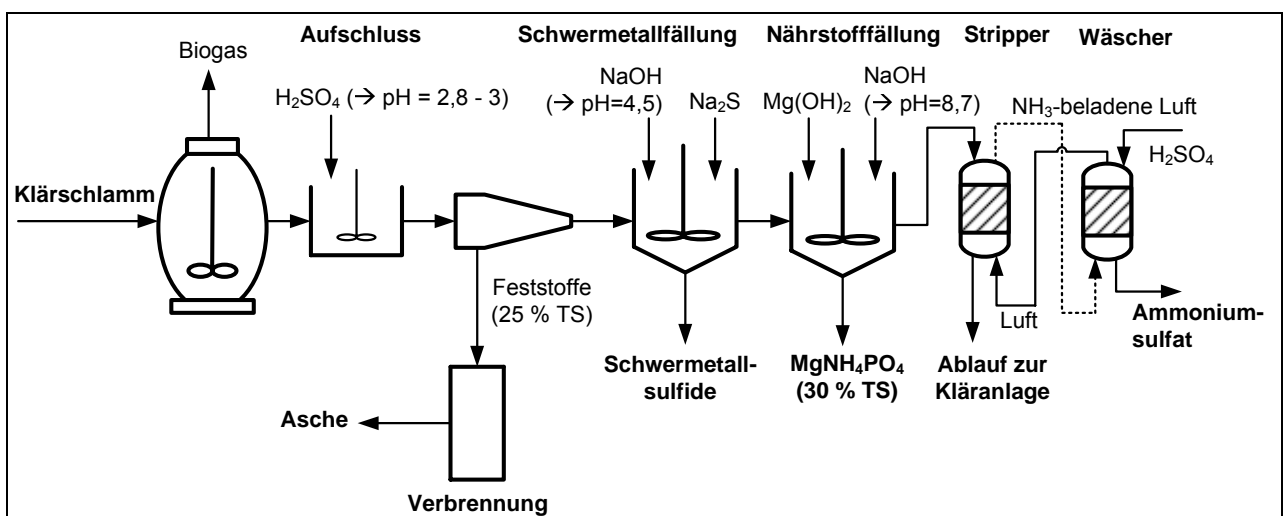 Aufschluss
Schwermetallfällung
Nährstofffällung
Stripper
Wäscher
Biogas
H₂SO₄ (→ pH = 2,8 - 3)
NaOH
(→ pH=4,5)
Na₂S
Mg(OH)₂
NaOH
(→ pH=8,7)
NH₃-beladene Luft
H₂SO₄
Klärschlamm
Feststoffe
(25 % TS)
Luft
Ammonium-
sulfat
Schwermetall-
sulfide
MgNH₄PO₄
(30 % TS)
Ablauf zur
Kläranlage
Asche
Verbrennung